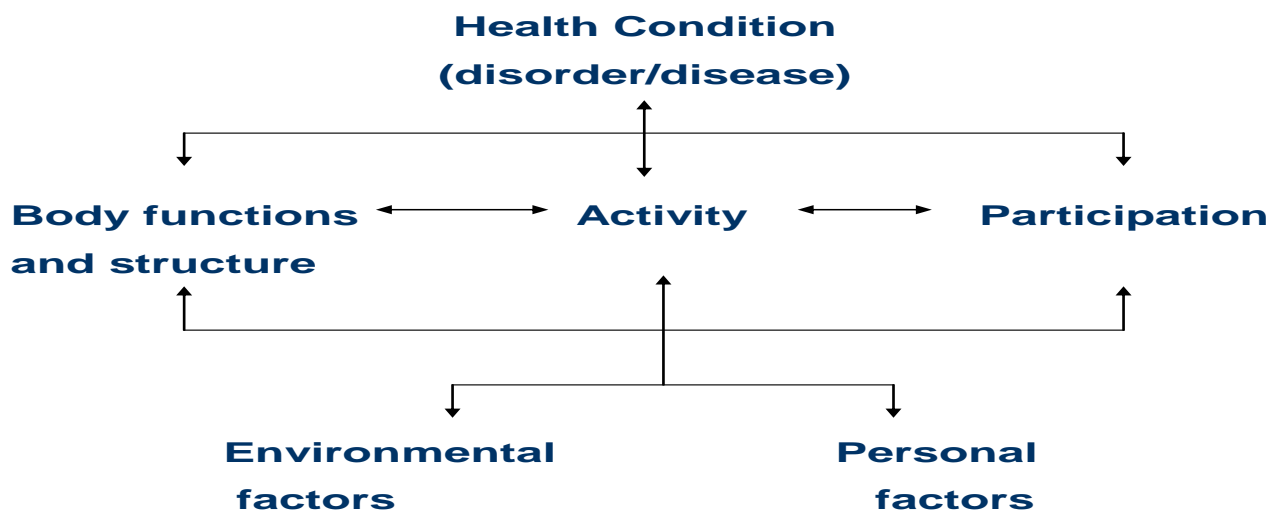 Health Condition
(disorder/disease)
Body functions
and structure
Activity
Participation
Environmental
factors
Personal
factors